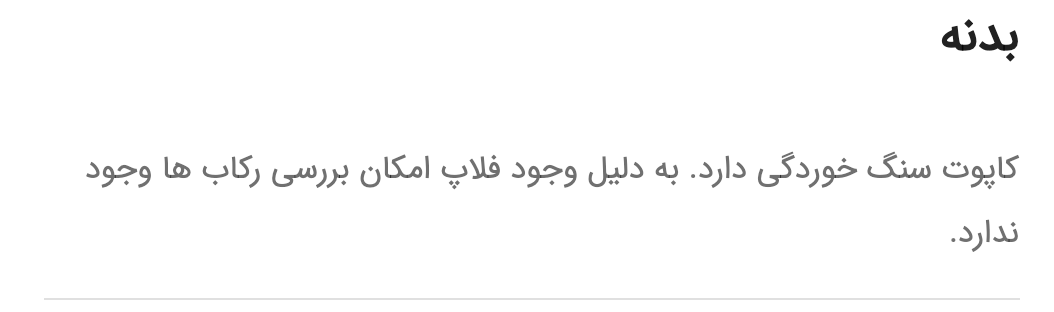 بدنه
کاپوت سنگ خوردگی دارد. به دلیل وجود فلاپ امکان بررسی رکاب ها وجود
ندارد.